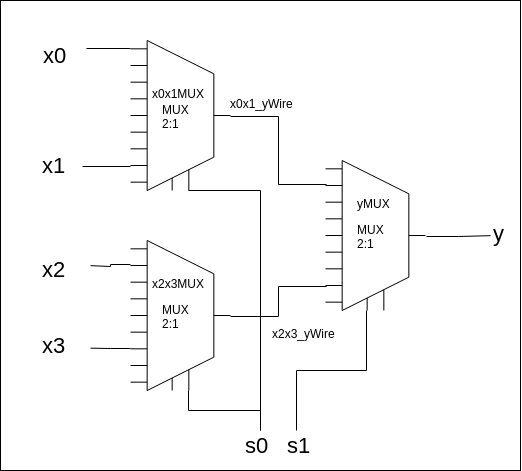 x0
x0x1MUX
MUX
2:1
x0x1_yWire
x1
yMUX
MUX
2:1
y
x2
x2x3MUX
MUX
2:1
x2x3_yWire
x3
s0 s1